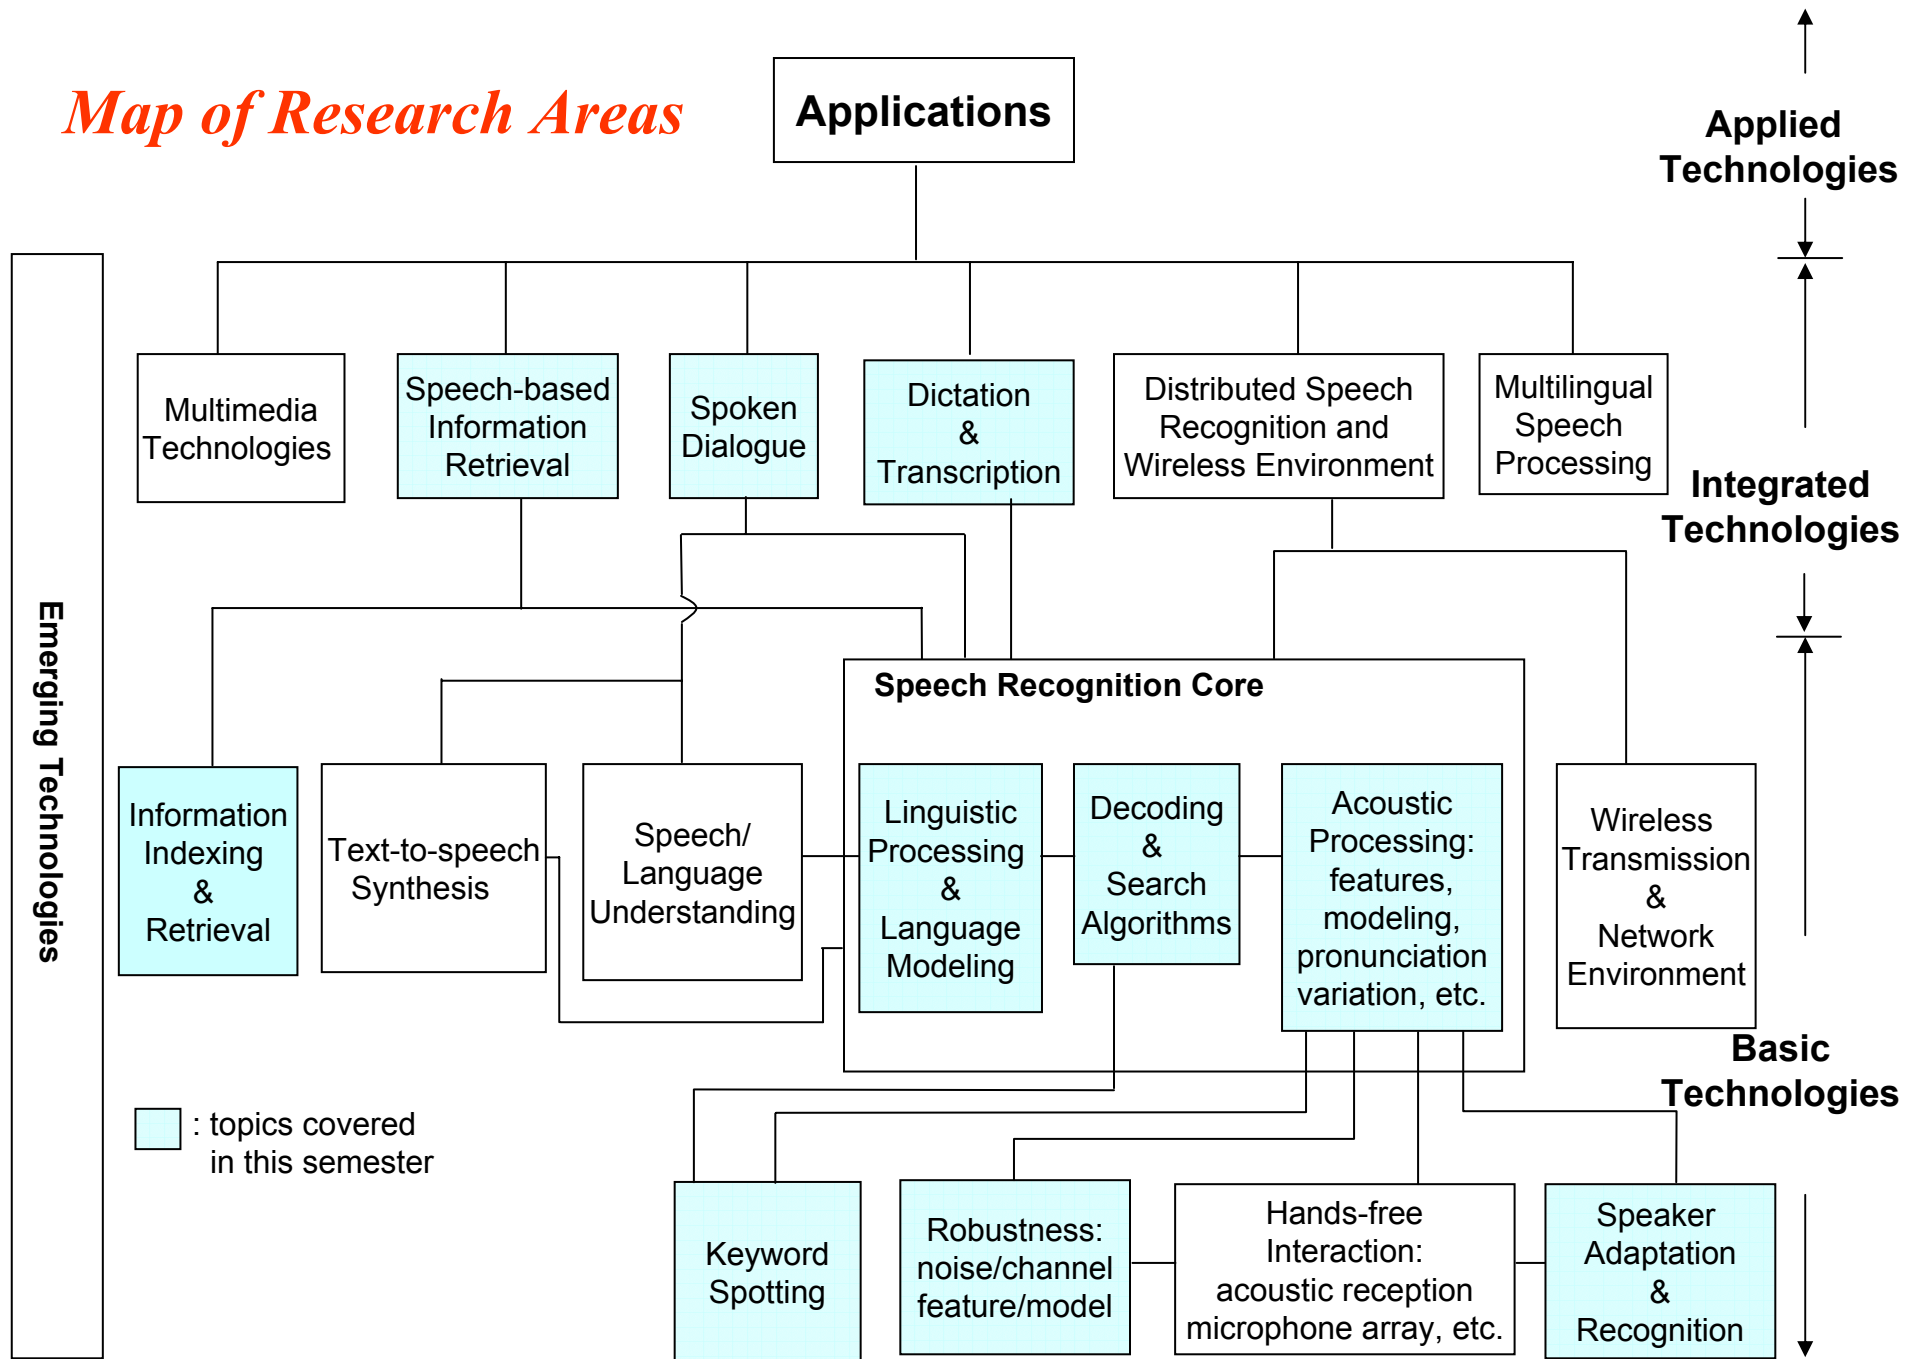 Map of Research Areas
Applications
Applied
Technologies
Multimedia
Technologies
Speech-based
Information
Retrieval
Spoken
Dialogue
Dictation
&
Transcription
Distributed Speech
Recognition and
Wireless Environment
Multilingual
Speech
Processing
Integrated
Technologies
Emerging Technologies
Speech Recognition Core
Information
Indexing
&
Retrieval
Text-to-speech
Synthesis
Speech/
Language
Understanding
Linguistic
Processing
&
Language
Modeling
Decoding
&
Search
Algorithms
Acoustic
Processing:
features,
modeling,
pronunciation
variation, etc.
Wireless
Transmission
&
Network
Environment
Basic
Technologies
: topics covered
in this semester
Keyword
Spotting
Robustness:
noise/channel
feature/model
Hands-free
Interaction:
acoustic reception
microphone array, etc.
Speaker
Adaptation
&
Recognition